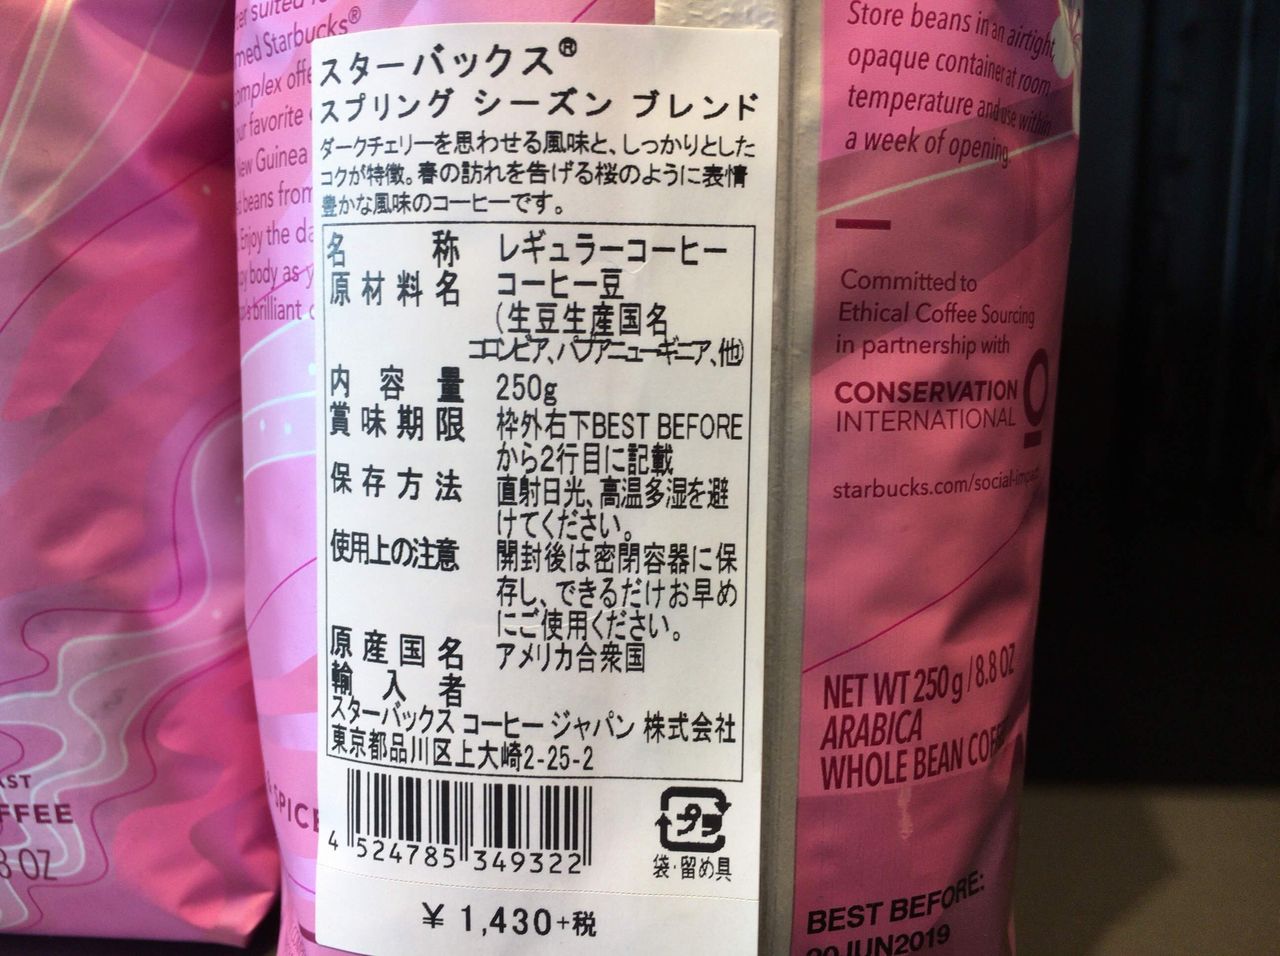 スターバックス®
スプリング シーズン ブレンド
ダークチェリーを思わせる風味と、しっかりとした
コクが特徴。春の訪れを告げる桜のように表情
豊かな風味のコーヒーです。
名称 レギュラーコーヒー
原材料名 コーヒー豆
(生豆生産国名
コロンビア、パプアニューギニア、他)
内容量 250g
賞味期限 枠外右下BEST BEFORE
から2行目に記載
保存方法 直射日光、高温多湿を避
けてください。
使用上の注意 開封後は密閉容器に保
存し、できるだけお早め
にご使用ください。
原産国名 アメリカ合衆国
輸入者
スターバックス コーヒー ジャパン 株式会社
東京都品川区上大崎2-25-2
4 524785 349322
プラ
袋・留め具
¥ 1,430+税
Store beans in an airtight,
opaque container at room
temperature and use within
a week of opening.
Committed to
Ethical Coffee Sourcing
in partnership with
CONSERVATION
INTERNATIONAL
starbucks.com/social-impact
NET WT 250g/8.8 OZ
ARABICA
WHOLE BEAN
BEST BEFORE:
JUN2019
suited
Starbucks®
favorite
Guinea
beans from
Enjoy the
body as
brilliant
SPICE
OZ